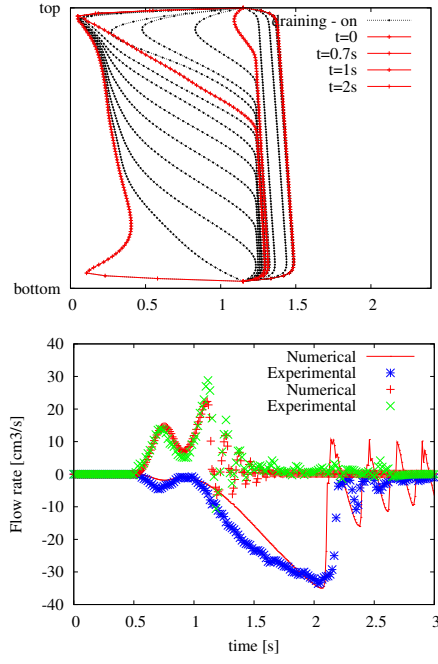 top
draining - on
t=0
t=0.7s
t=1s
t=2s
bottom
0 0.5 1 1.5 2
40
30
20
10
0
-10
-20
-30
-40
Flow rate [cm3/s]
Numerical
Experimental
Numerical
Experimental
0 0.5 1 1.5 2 2.5 3
time [s]